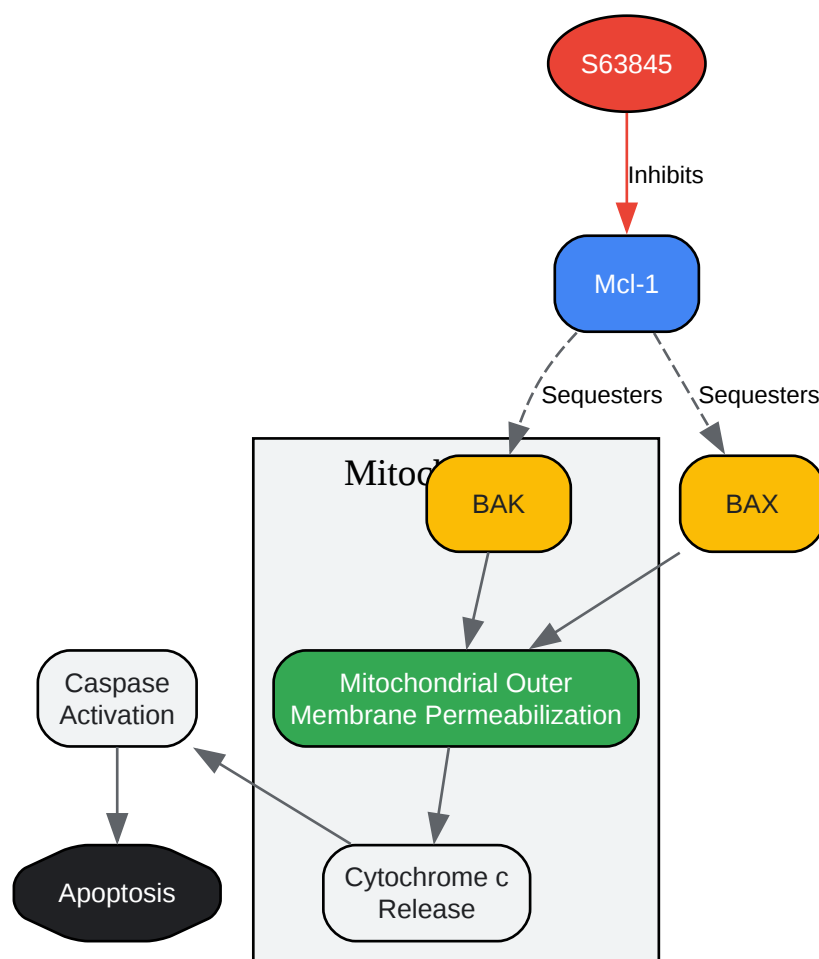 S63845
Inhibits
Mcl-1
Sequesters
Sequesters
BAK
BAX
Caspase
Activation
Mitochondrial Outer
Membrane Permeabilization
Apoptosis
Cytochrome c
Release